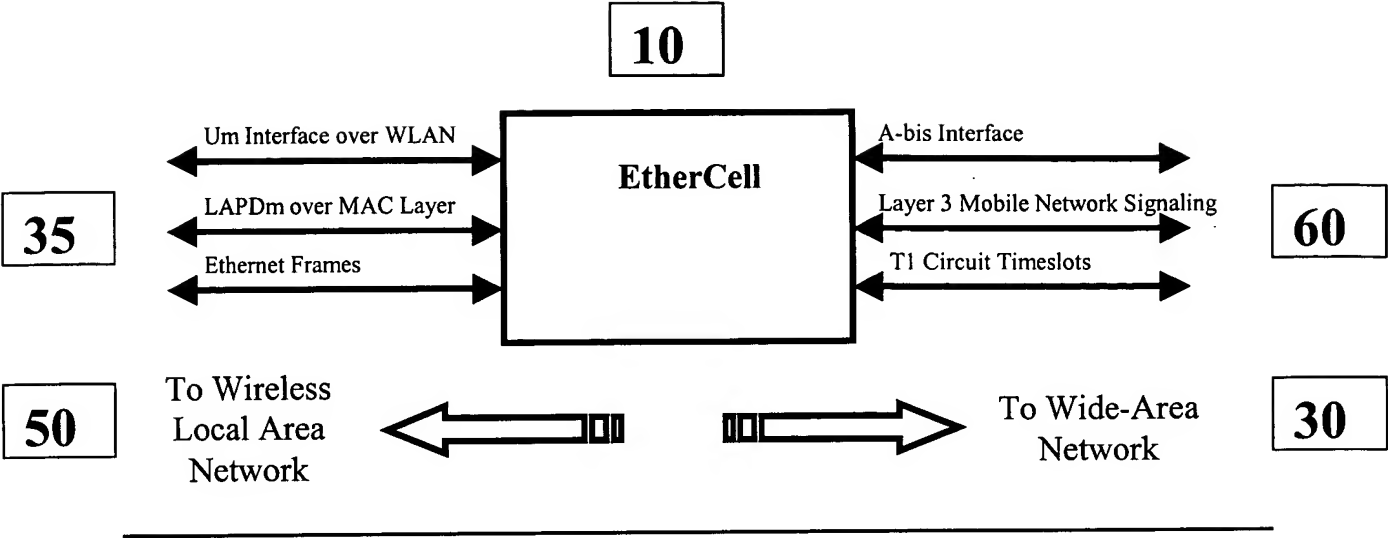 10
Um Interface over WLAN
A-bis Interface
EtherCell
LAPDm over MAC Layer
Layer 3 Mobile Network Signaling
35
60
Ethernet Frames
T1 Circuit Timeslots
To Wireless
Local Area
Network
50
To Wide-Area
Network
30